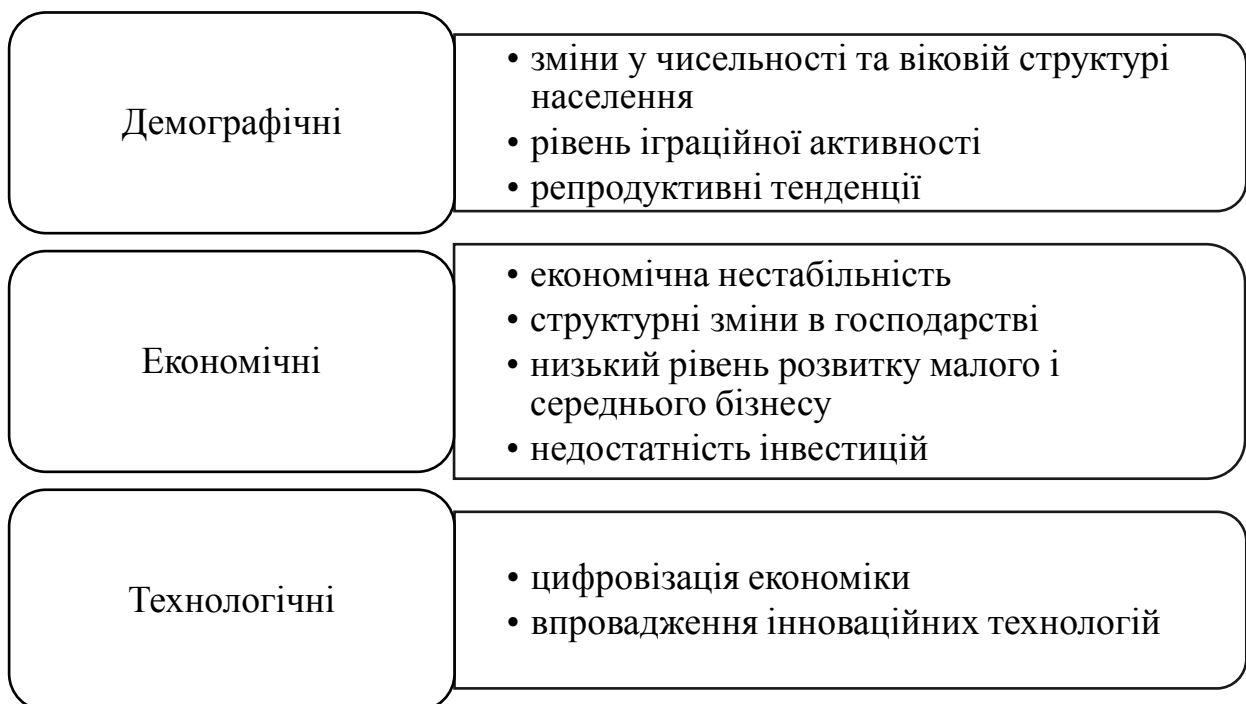 Демографічні
• зміни у чисельності та віковій структурі
населення
• рівень іграційної активності
• репродуктивні тенденції
Економічні
• економічна нестабільність
• структурні зміни в господарстві
• низький рівень розвитку малого і
середнього бізнесу
• недостатність інвестицій
Технологічні
• цифровізація економіки
• впровадження інноваційних технологій